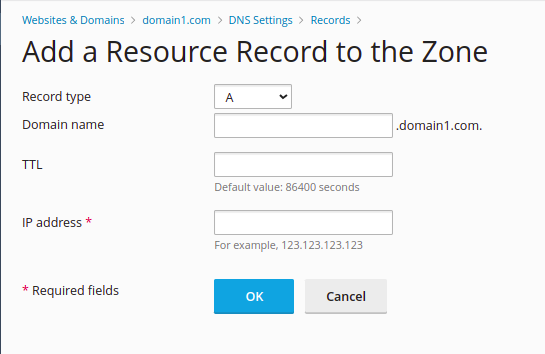 Websites & Domains > domain1.com > DNS Settings > Records >
Add a Resource Record to the Zone
Record type A
Domain name .domain1.com.
TTL
Default value: 86400 seconds
IP address *
For example, 123.123.123.123
* Required fields OK Cancel